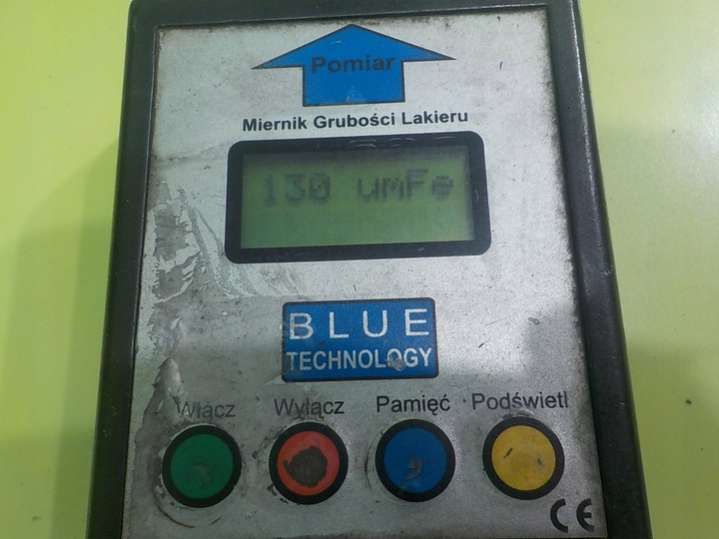 Pomiar
Miernik Grubości Lakieru
130 umFe
BLUE
TECHNOLOGY
Włącz Wyłącz Pamięć Podświetl
CE